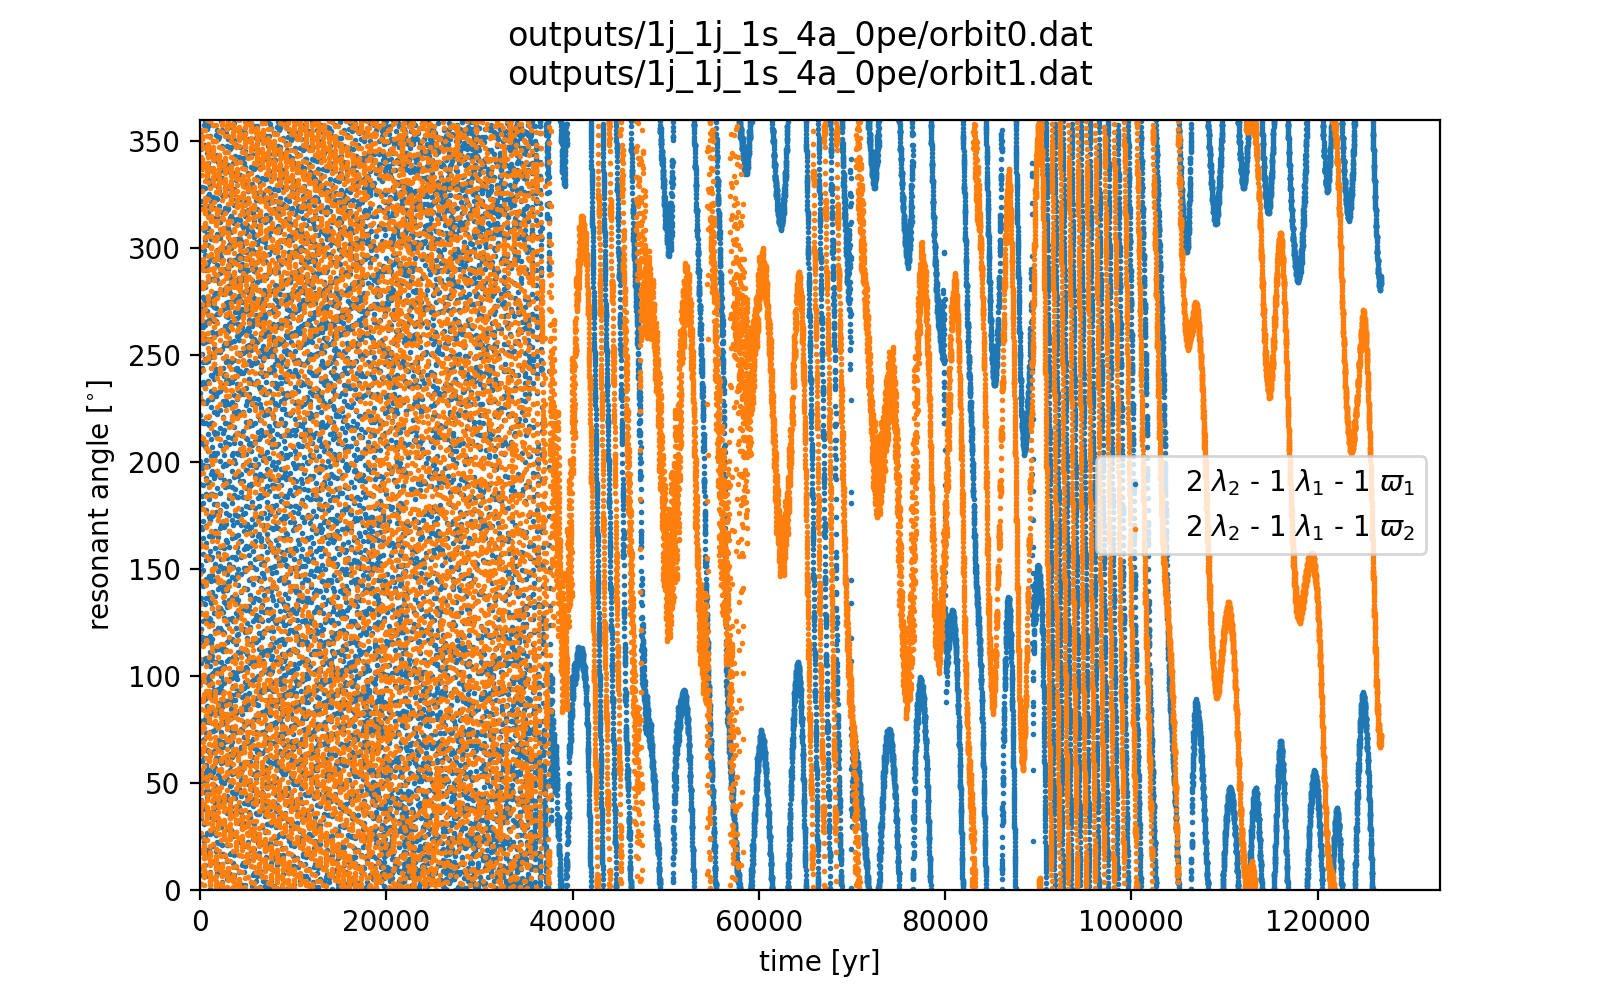 outputs/1j_1j_1s_4a_0pe/orbit0.dat
outputs/1j_1j_1s_4a_0pe/orbit1.dat
350
300
250
200
150
100
50
0
resonant angle [°]
2 λ₂ - 1 λ₁ - 1 ϖ₁
2 λ₂ - 1 λ₁ - 1 ϖ₂
0 20000 40000 60000 80000 100000 120000
time [yr]